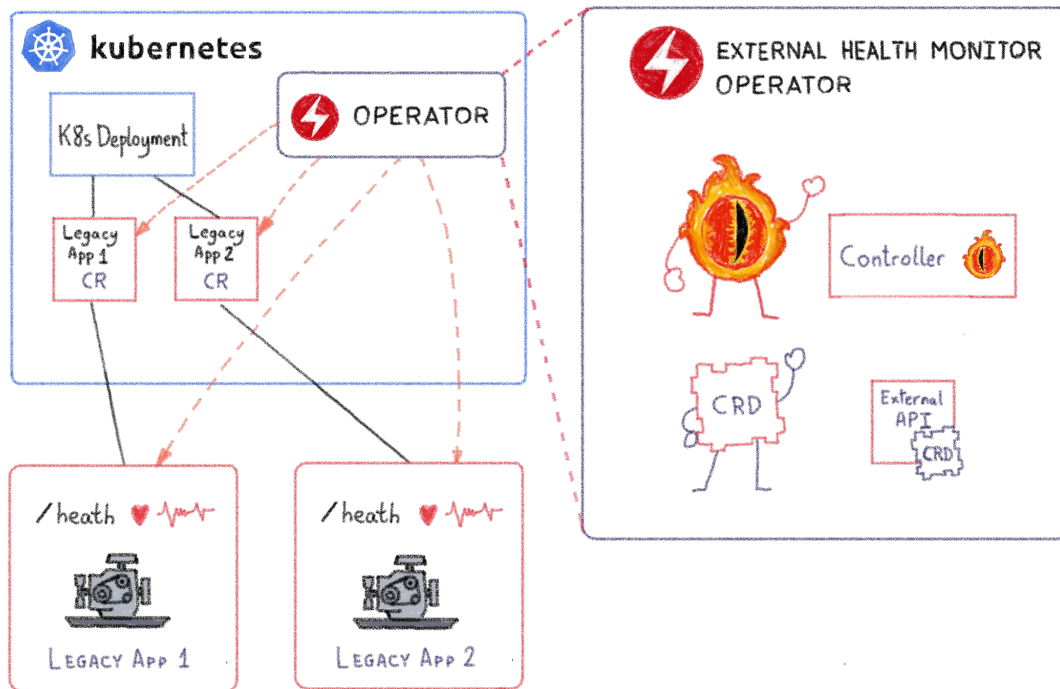 kubernetes
OPERATOR
K8s Deployment
Legacy
App 1
CR
Legacy
App 2
CR
/heath
LEGACY APP 1
/heath
LEGACY APP 2
EXTERNAL HEALTH MONITOR
OPERATOR
Controller
CRD
External
API
CRD